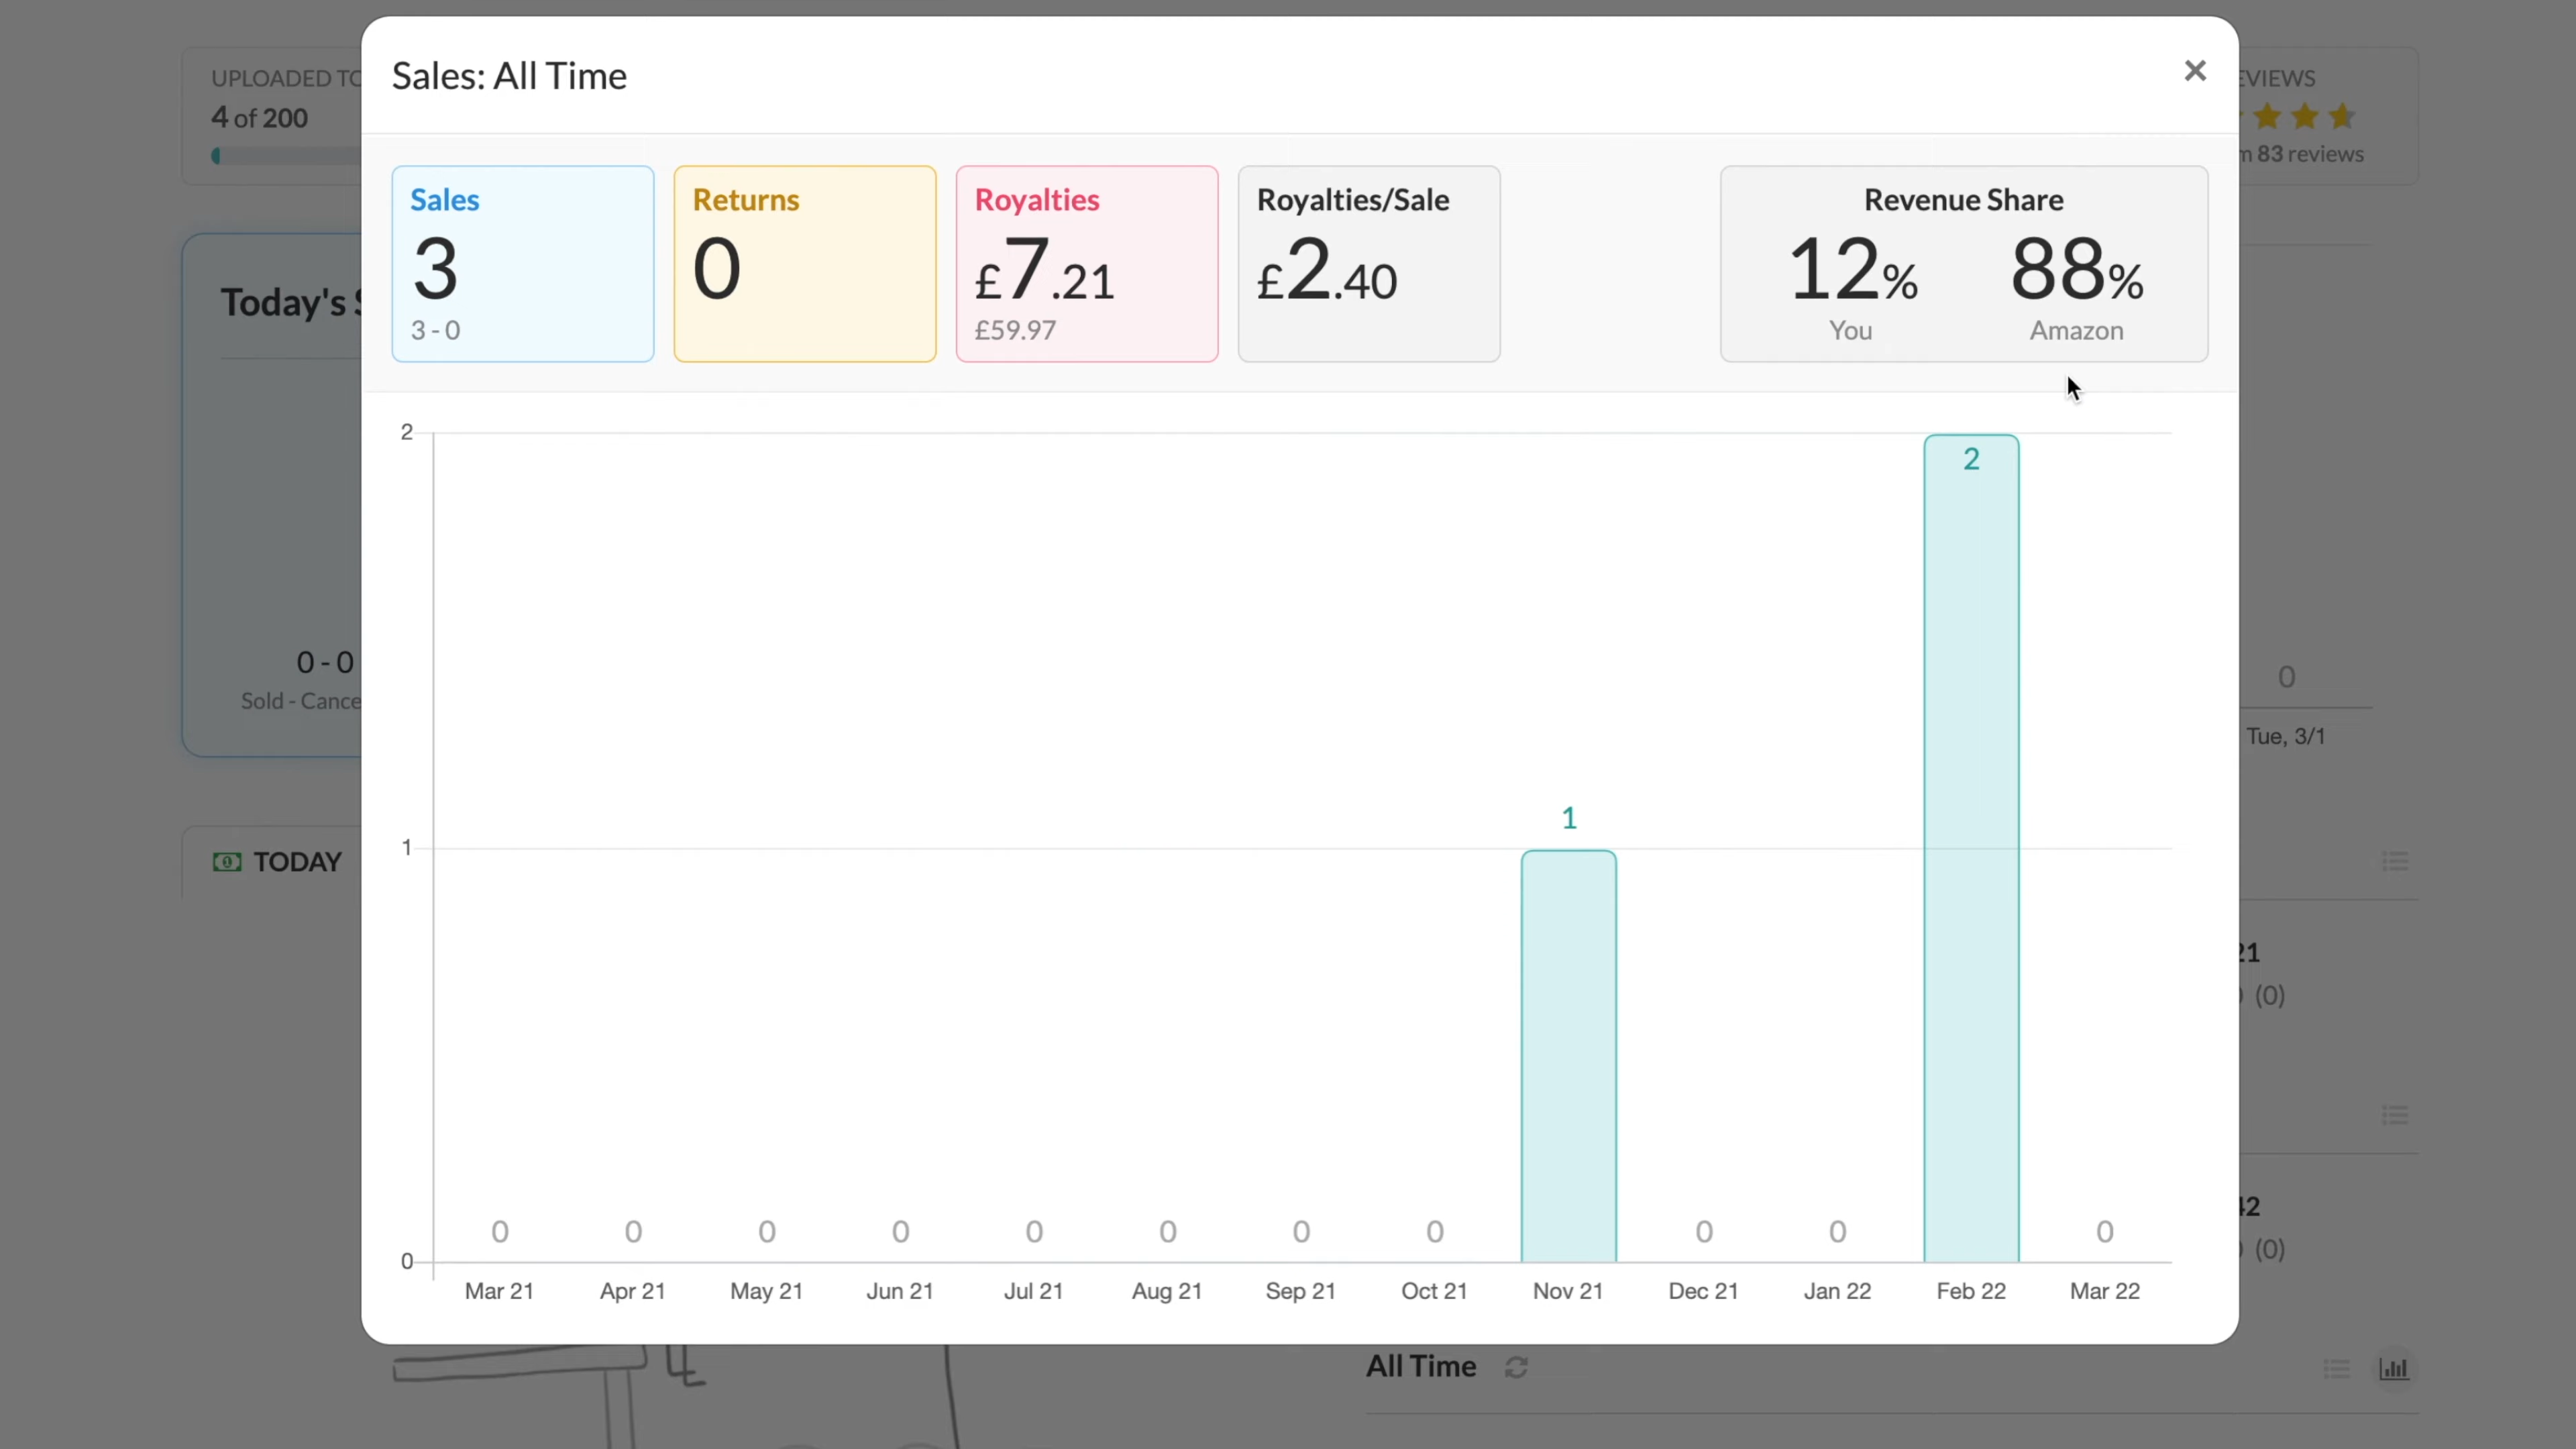 Sales: All Time
UPLOADED TO
4 of 200
REVIEWS
83 reviews
Sales
3
3 - 0
Returns
0
Royalties
£7.21
£59.97
Royalties/Sale
£2.40
Revenue Share
12% 88%
You Amazon
Today's
0 - 0
Sold -
0
Tue, 3/1
TODAY
21
(0)
42
(0)
2
1
0
0 0 0 0 0 0 0 0 1 0 0 2 0
Mar 21 Apr 21 May 21 Jun 21 Jul 21 Aug 21 Sep 21 Oct 21 Nov 21 Dec 21 Jan 22 Feb 22 Mar 22
All Time